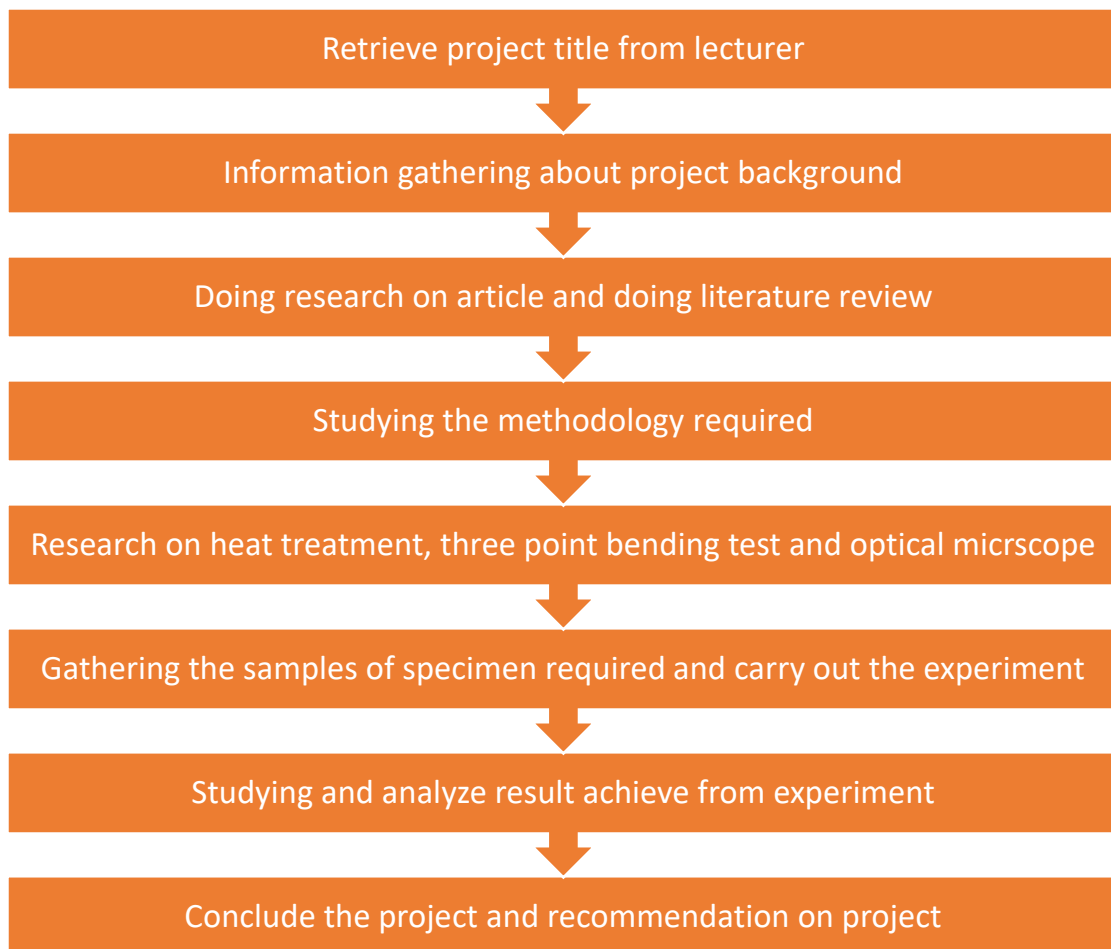 Retrieve project title from lecturer
Information gathering about project background
Doing research on article and doing literature review
Studying the methodology required
Research on heat treatment, three point bending test and optical micrscope
Gathering the samples of specimen required and carry out the experiment
Studying and analyze result achieve from experiment
Conclude the project and recommendation on project